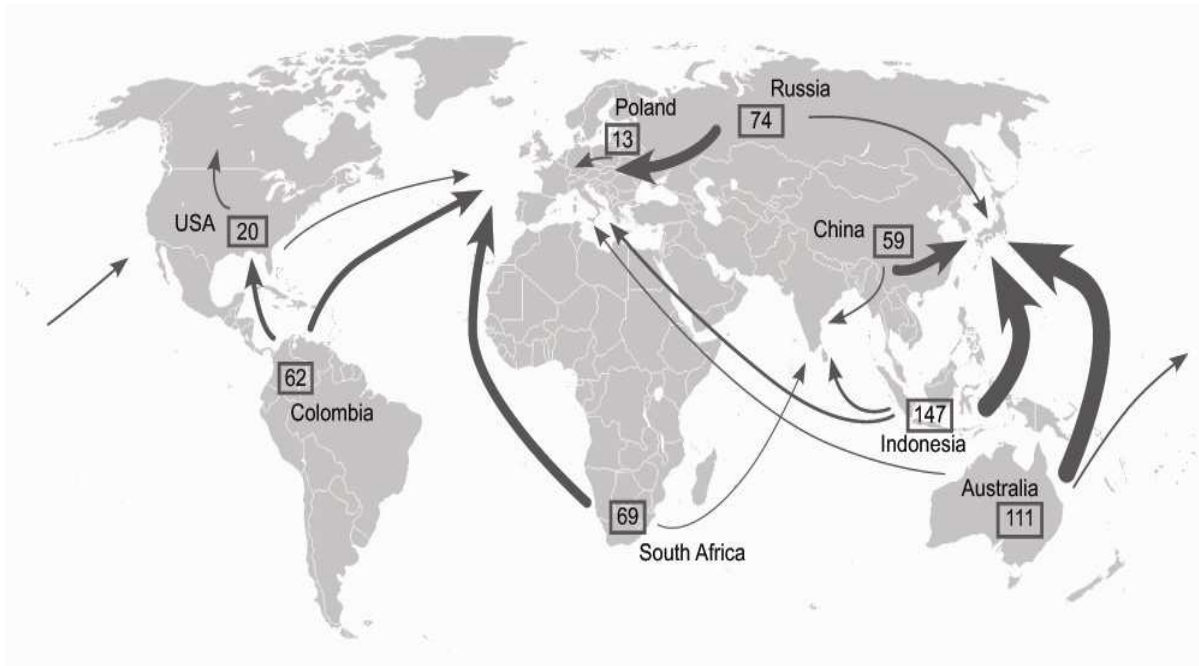 Russia
74
Poland
13
USA
20
China
59
62
Colombia
147
Indonesia
Australia
111
69
South Africa